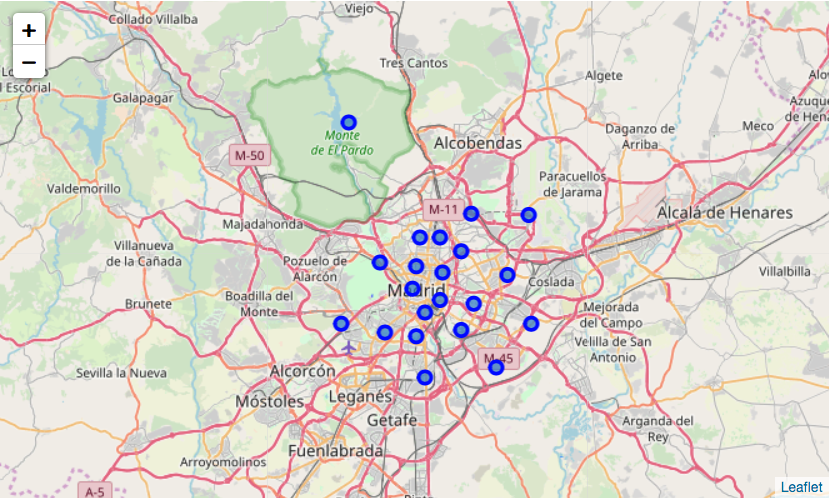 Viejo
Collado Villalba
+
−
Tres Cantos
Algete
l Escorial
Galapagar
Meco
de Hena
Monte
de El Pardo
Daganzo de
Arriba
Alcobendas
M-50
Valdemorillo
Paracuellos
de Jarama
M-11
Alcalá de Henares
Majadahonda
Villanueva
de la Cañada
Pozuelo de
Alarcón
Villalbilla
Coslada
Madrid
Boadilla del
Monte
Brunete
Mejorada
del Campo
Velilla de San
Antonio
M-45
Sevilla la Nueva
Alcorcón
Móstoles
Leganés
Getafe
Arganda del
Rey
Fuenlabrada
Arroyomolinos
A-5
Leaflet